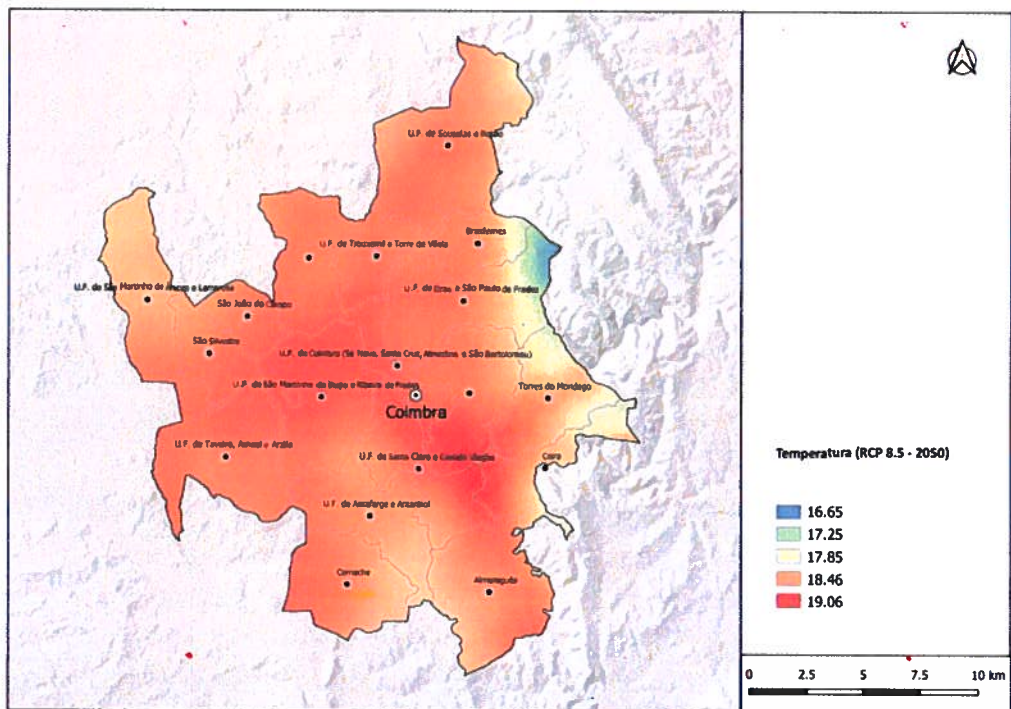 U.F. de Souselas e Botão
Brasfemes
U.F. de Trouxemil e Torre de Vilela
U.F. de São Martinho de Árvore e Lamarosa
U.F. de Eiras e São Paulo de Frades
São João do Campo
São Silvestre
U.F. de Coimbra (Sé Nova, Santa Cruz, Almedina e São Bartolomeu)
U.F. de São Martinho do Bispo e Ribeira de Frades
Torres do Mondego
Coimbra
U.F. de Taveiro, Ameal e Arzila
U.F. de Santa Clara e Castelo Viegas
Ceira
U.F. de Assafarge e Antanhol
Cernache
Almalaguês
Temperatura (RCP 8.5 - 2050)
16.65
17.25
17.85
18.46
19.06
0 2.5 5 7.5 10 km